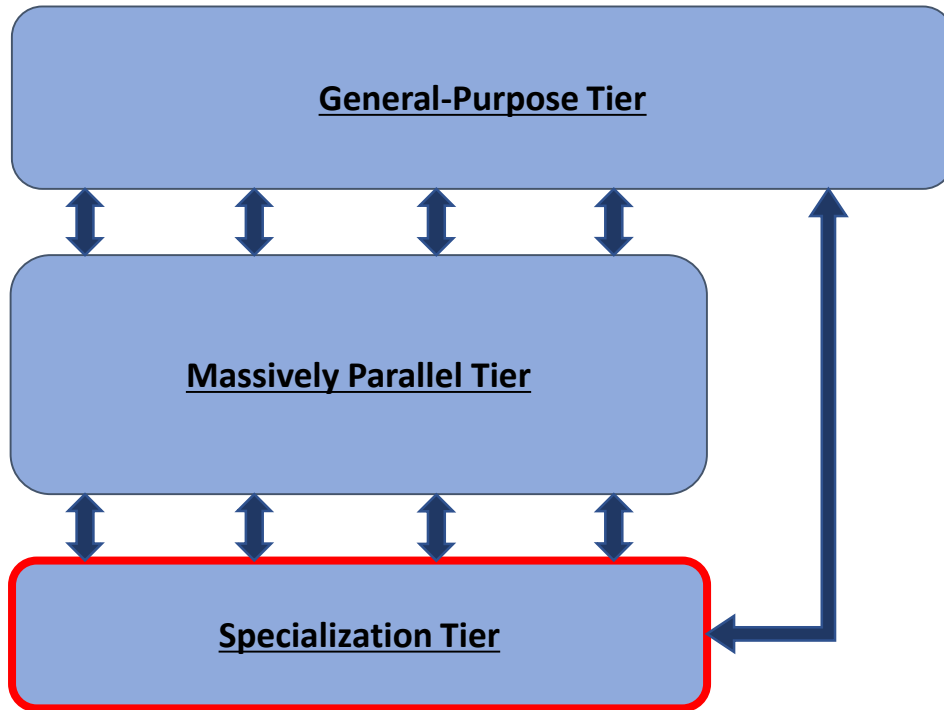 General-Purpose Tier
Massively Parallel Tier
Specialization Tier